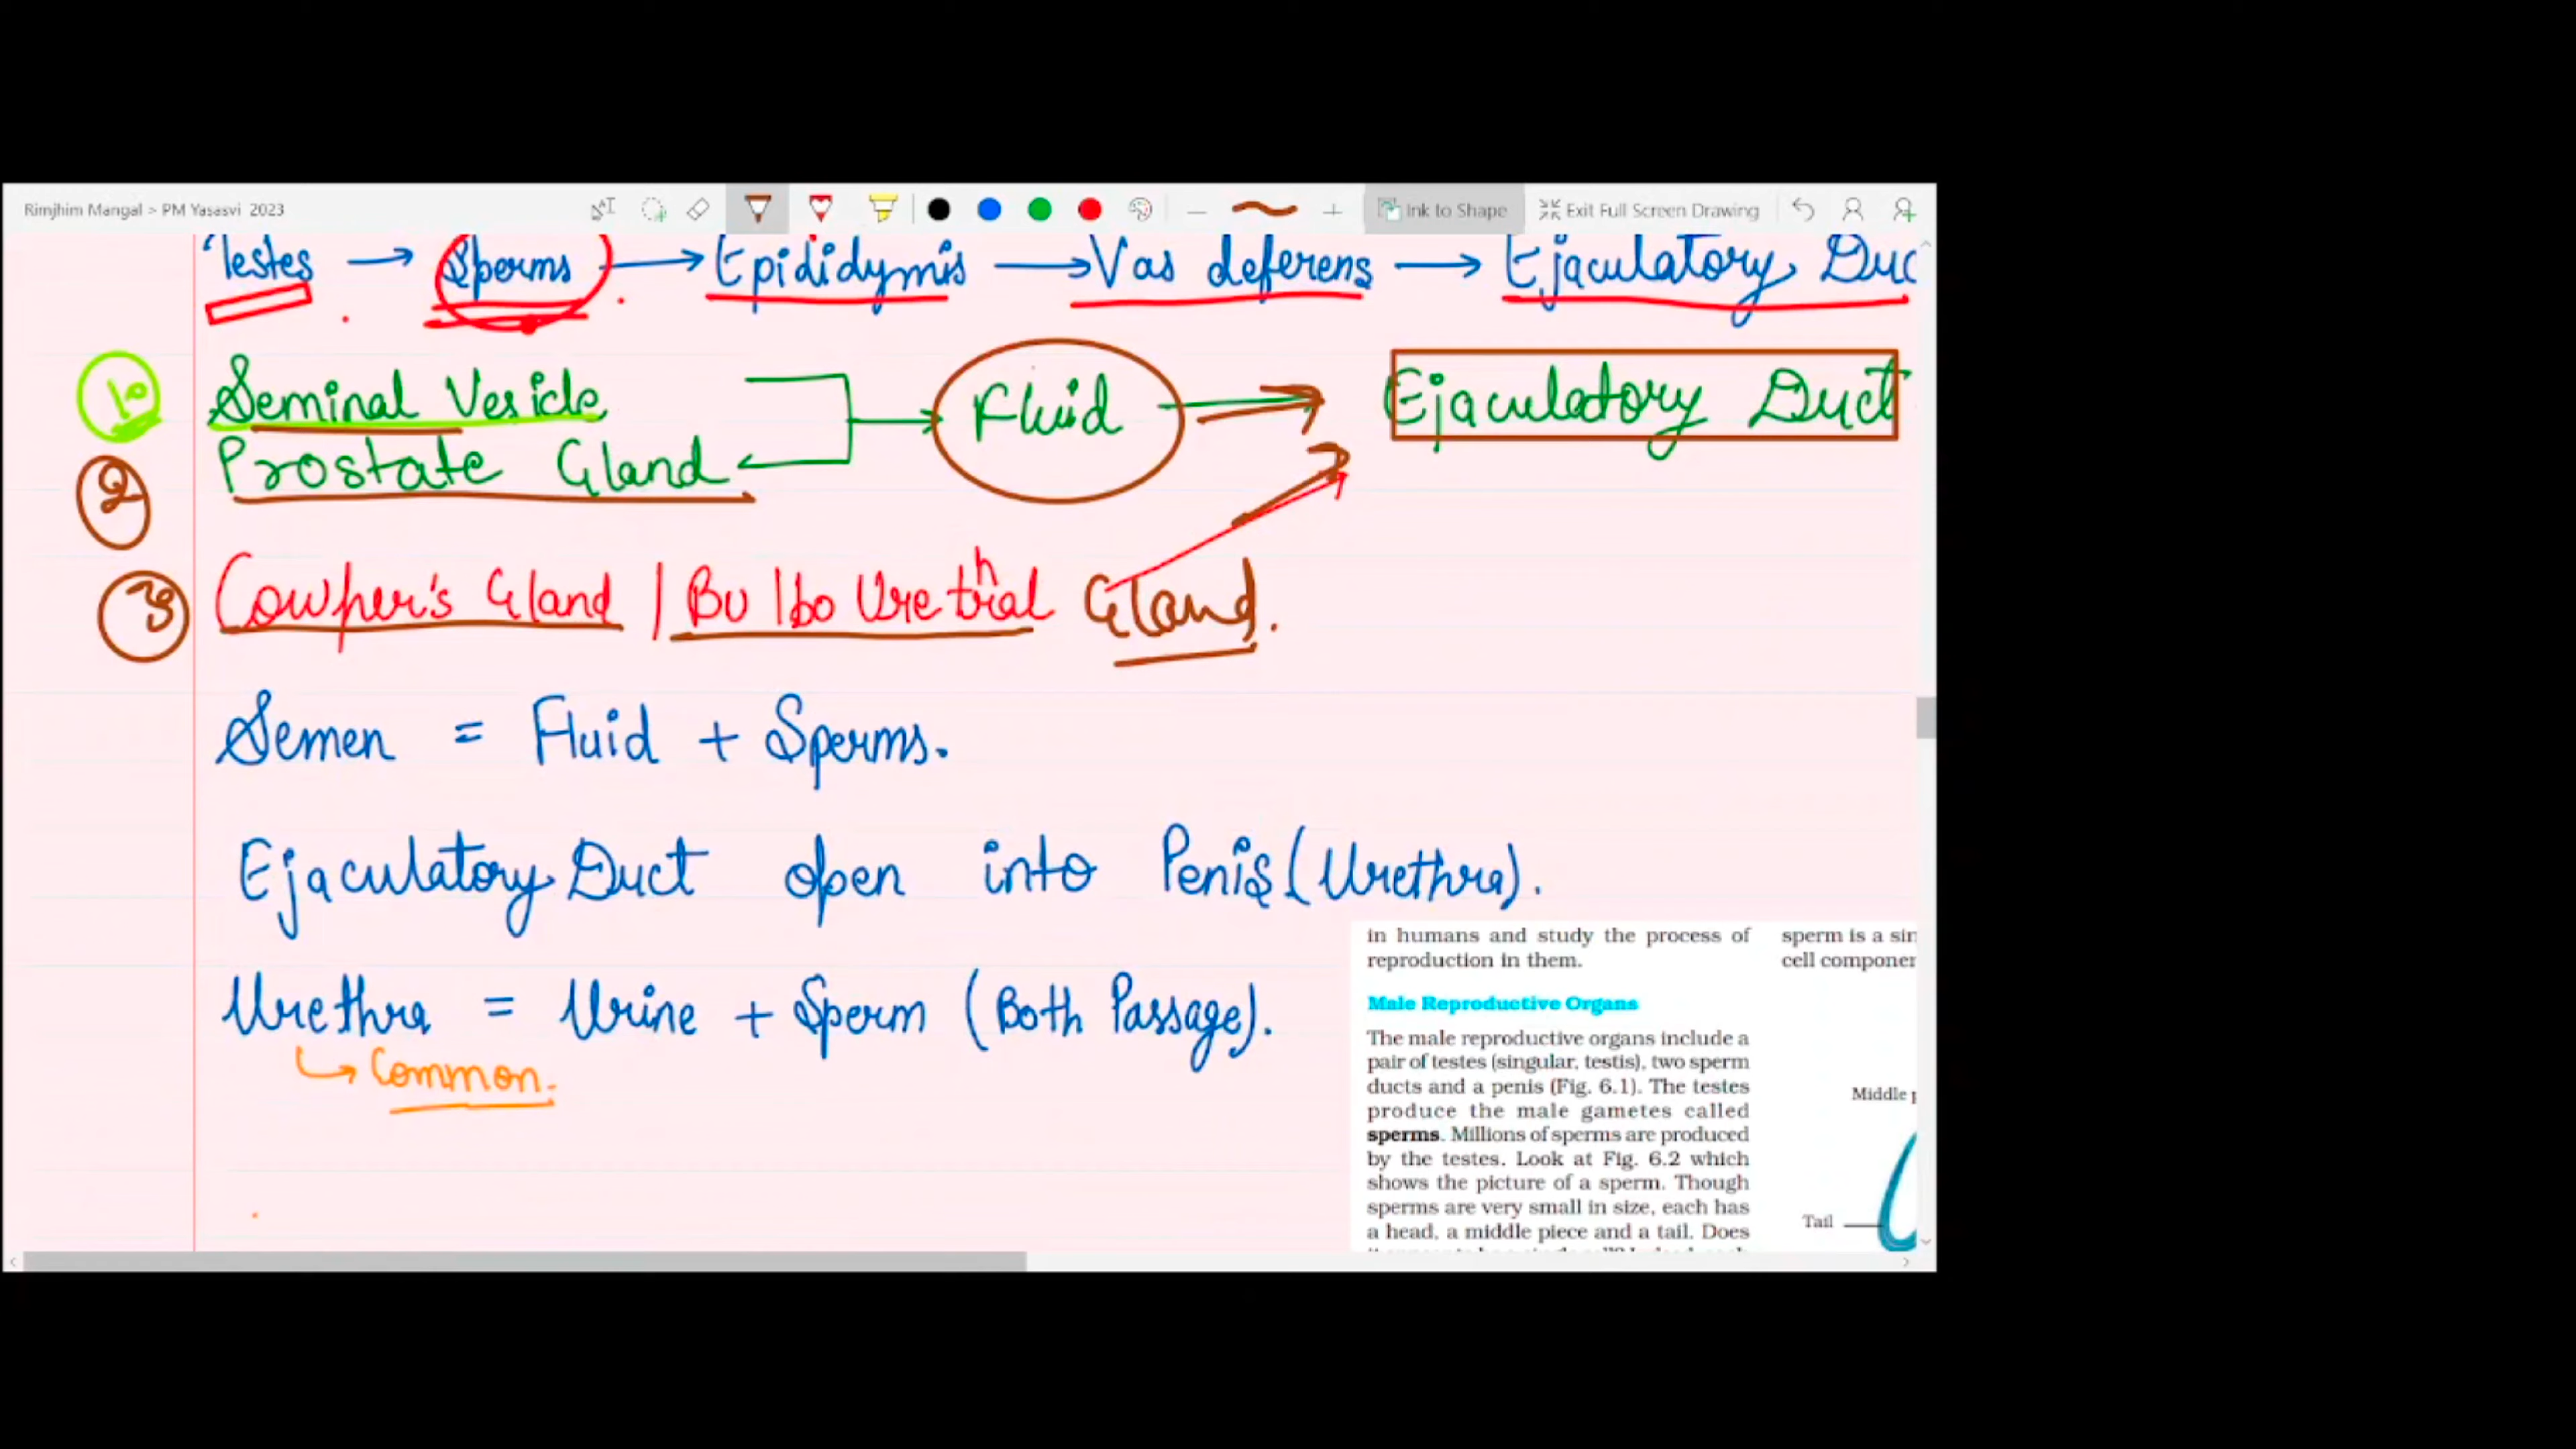 Rimjhim Mangal > PM Yasasvi 2023
Ink to Shape
Exit Full Screen Drawing
Testes → Sperms → Epididymis → Vas deferens → Ejaculatory Duc
1. Seminal Vesicle
Fluid → Ejaculatory Duct
2 Prostate Gland
3 Cowper's Gland | Bulbo Urethral Gland.
Semen = Fluid + Sperms.
Ejaculatory Duct open into Penis (Urethra).
Urethra = Urine + Sperm (Both Passage).
↳ Common.
in humans and study the process of
reproduction in them.
Male Reproductive Organs
The male reproductive organs include a
pair of testes (singular, testis), two sperm
ducts and a penis (Fig. 6.1). The testes
produce the male gametes called
sperms. Millions of sperms are produced
by the testes. Look at Fig. 6.2 which
shows the picture of a sperm. Though
sperms are very small in size, each has
a head, a middle piece and a tail. Does
sperm is a sin
cell componen
Middle p
Tail